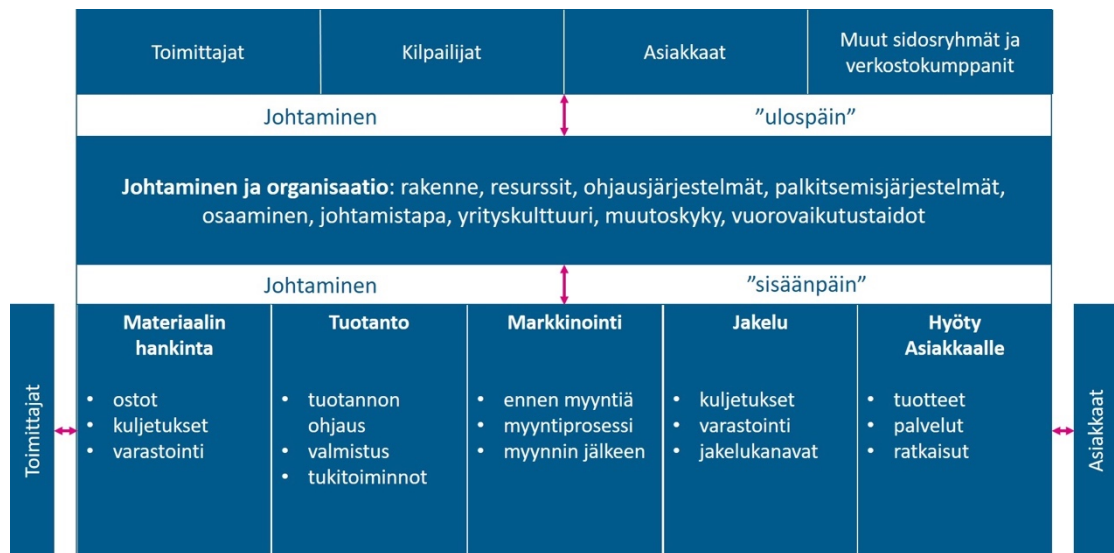 Toimittajat
Kilpailijat
Asiakkaat
Muut sidosryhmät ja
verkostokumppanit
Johtaminen
”ulospäin”
Johtaminen ja organisaatio: rakenne, resurssit, ohjausjärjestelmät, palkitsemisjärjestelmät,
osaaminen, johtamistapa, yrityskulttuuri, muutoskyky, vuorovaikutustaidot
Johtaminen
”sisäänpäin”
Toimittajat
Materiaalin
hankinta
• ostot
• kuljetukset
• varastointi
Tuotanto
• tuotannon
ohjaus
• valmistus
• tukitoiminnot
Markkinointi
• ennen myyntiä
• myyntiprosessi
• myynnin jälkeen
Jakelu
• kuljetukset
• varastointi
• jakelukanavat
Hyöty
Asiakkaalle
• tuotteet
• palvelut
• ratkaisut
Asiakkaat